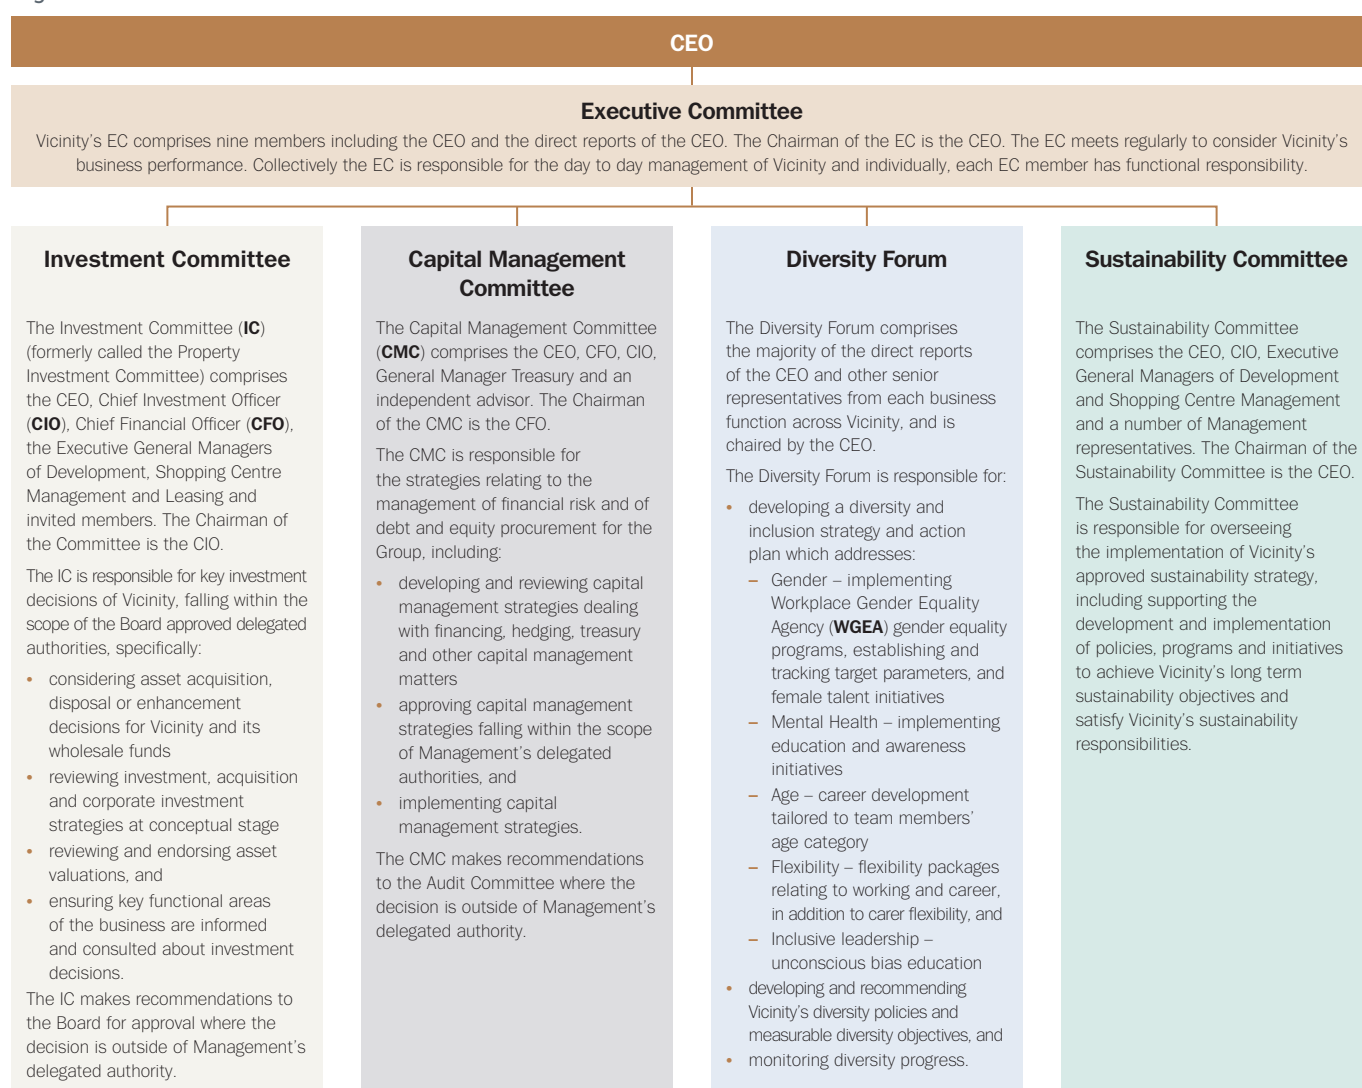 CEO
Executive Committee
Vicinity’s EC comprises nine members including the CEO and the direct reports of the CEO. The Chairman of the EC is the CEO. The EC meets regularly to consider Vicinity’s
business performance. Collectively the EC is responsible for the day to day management of Vicinity and individually, each EC member has functional responsibility.
Investment Committee
The Investment Committee (IC)
(formerly called the Property
Investment Committee) comprises
the CEO, Chief Investment Officer
(CIO), Chief Financial Officer (CFO),
the Executive General Managers
of Development, Shopping Centre
Management and Leasing and
invited members. The Chairman of
the Committee is the CIO.
The IC is responsible for key investment
decisions of Vicinity, falling within the
scope of the Board approved delegated
authorities, specifically:
• considering asset acquisition,
disposal or enhancement
decisions for Vicinity and its
wholesale funds
• reviewing investment, acquisition
and corporate investment
strategies at conceptual stage
• reviewing and endorsing asset
valuations, and
• ensuring key functional areas
of the business are informed
and consulted about investment
decisions.
The IC makes recommendations to
the Board for approval where the
decision is outside of Management’s
delegated authority.
Capital Management
Committee
The Capital Management Committee
(CMC) comprises the CEO, CFO, CIO,
General Manager Treasury and an
independent advisor. The Chairman
of the CMC is the CFO.
The CMC is responsible for
the strategies relating to the
management of financial risk and of
debt and equity procurement for the
Group, including:
• developing and reviewing capital
management strategies dealing
with financing, hedging, treasury
and other capital management
matters
• approving capital management
strategies falling within the scope
of Management’s delegated
authorities, and
• implementing capital
management strategies.
The CMC makes recommendations
to the Audit Committee where the
decision is outside of Management’s
delegated authority.
Diversity Forum
The Diversity Forum comprises
the majority of the direct reports
of the CEO and other senior
representatives from each business
function across Vicinity, and is
chaired by the CEO.
The Diversity Forum is responsible for:
• developing a diversity and
inclusion strategy and action
plan which addresses:
– Gender – implementing
Workplace Gender Equality
Agency (WGEA) gender equality
programs, establishing and
tracking target parameters, and
female talent initiatives
– Mental Health – implementing
education and awareness
initiatives
– Age – career development
tailored to team members’
age category
– Flexibility – flexibility packages
relating to working and career,
in addition to carer flexibility, and
– Inclusive leadership –
unconscious bias education
• developing and recommending
Vicinity’s diversity policies and
measurable diversity objectives, and
• monitoring diversity progress.
Sustainability Committee
The Sustainability Committee
comprises the CEO, CIO, Executive
General Managers of Development
and Shopping Centre Management
and a number of Management
representatives. The Chairman of the
Sustainability Committee is the CEO.
The Sustainability Committee
is responsible for overseeing
the implementation of Vicinity’s
approved sustainability strategy,
including supporting the
development and implementation
of policies, programs and initiatives
to achieve Vicinity’s long term
sustainability objectives and
satisfy Vicinity’s sustainability
responsibilities.